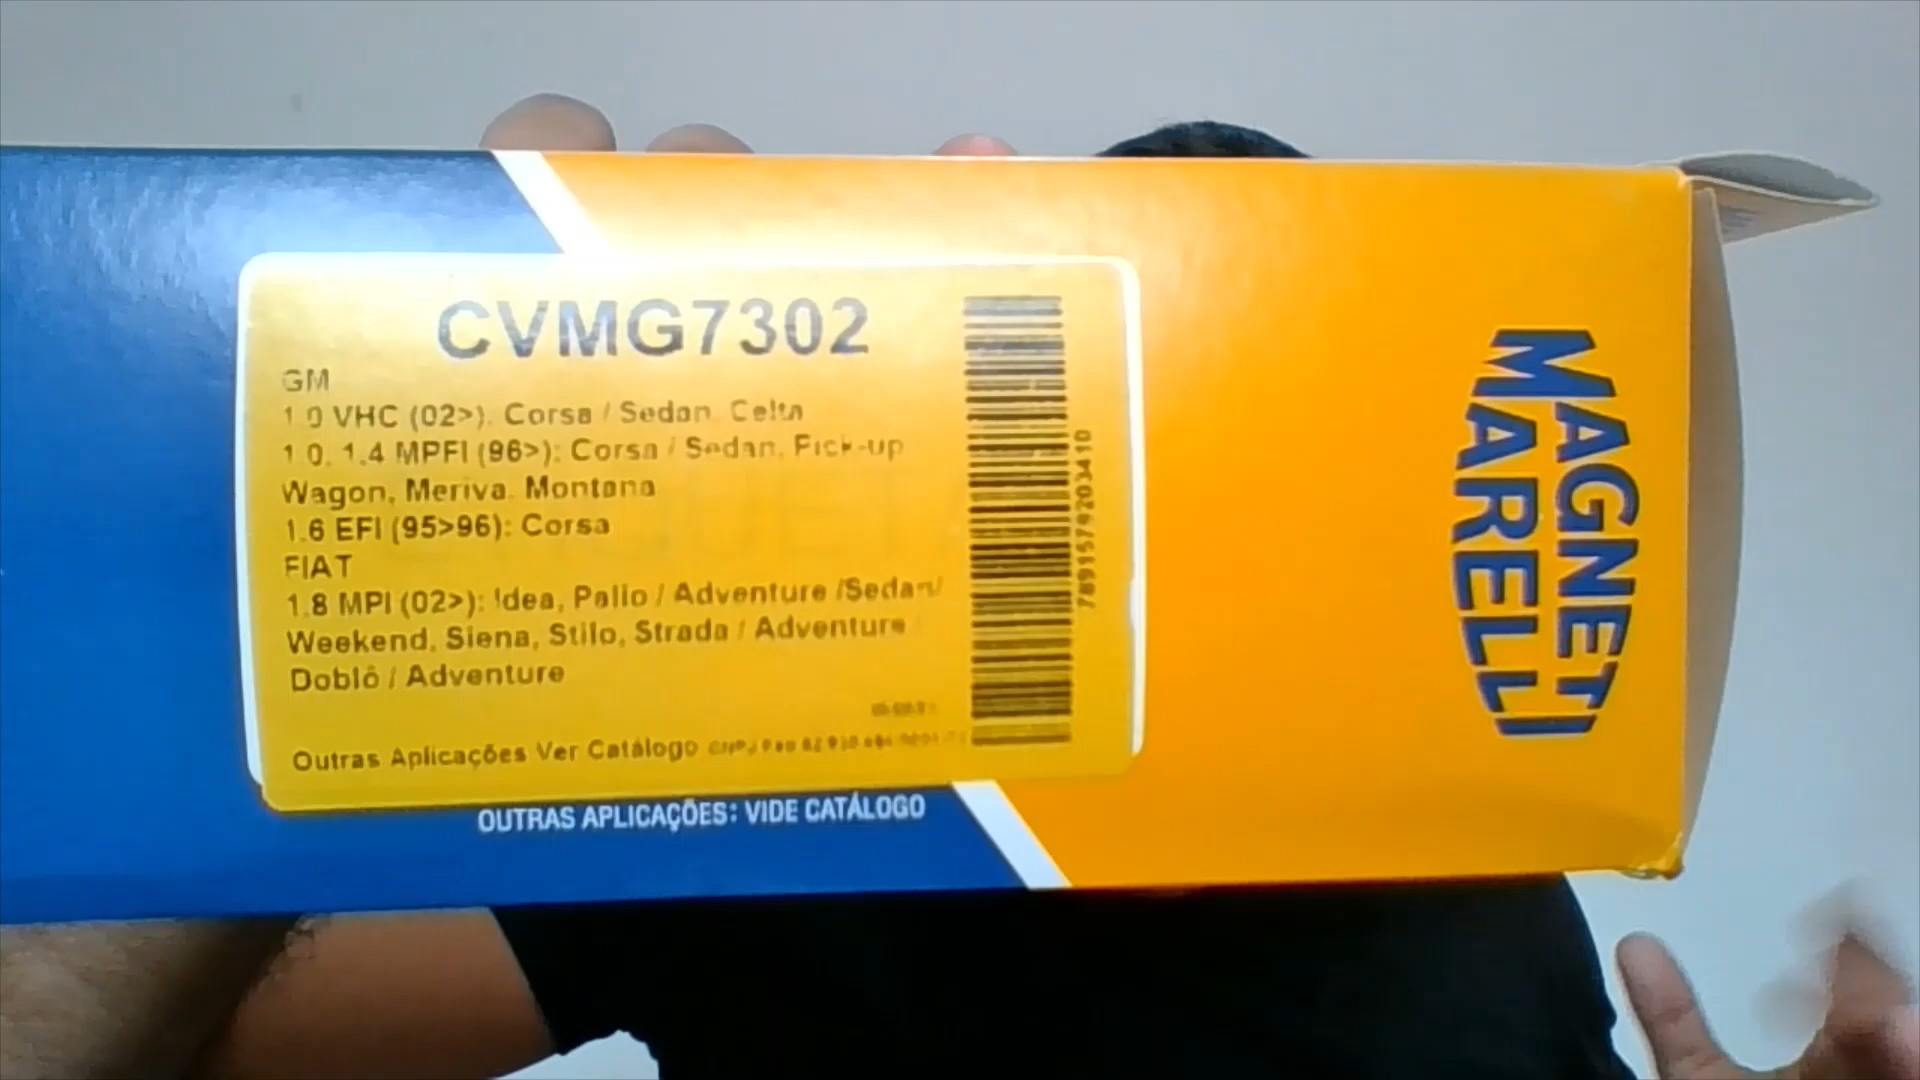 CVMG7302
GM
1.0 VHC (02>). Corsa / Sedan. Celta
1.0, 1.4 MPFI (96>): Corsa / Sedan, Pick-up
Wagon, Meriva. Montana
1.6 EFI (95>96): Corsa
FIAT
1.8 MPI (02>): Idea, Palio / Adventure /Sedan/
Weekend, Siena, Stilo, Strada / Adventure /
Doblô / Adventure
Outras Aplicações Ver Catálogo
7891579203410
OUTRAS APLICAÇÕES: VIDE CATÁLOGO
MAGNETI
MARELLI